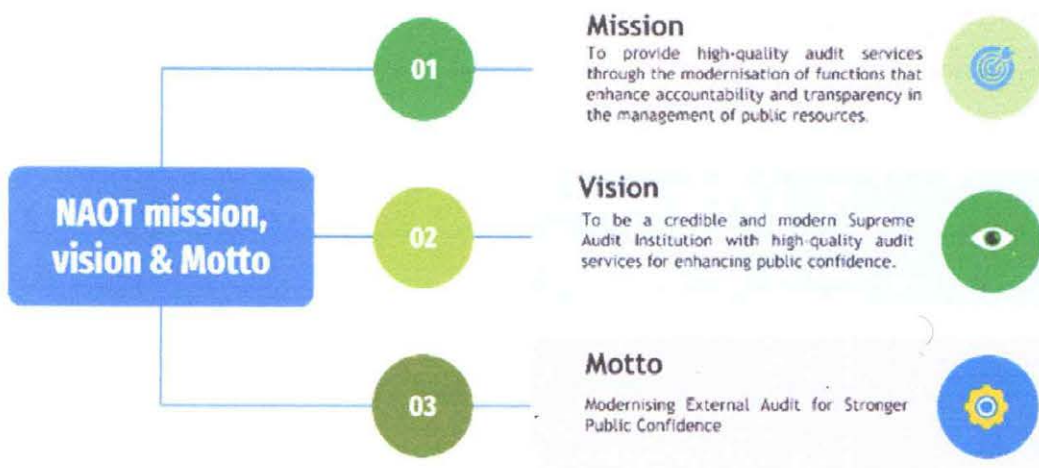 NAOT mission,
vision & Motto
01
Mission
To provide high-quality audit services
through the modernisation of functions that
enhance accountability and transparency in
the management of public resources.
02
Vision
To be a credible and modern Supreme
Audit Institution with high-quality audit
services for enhancing public confidence.
03
Motto
Modernising External Audit for Stronger
Public Confidence